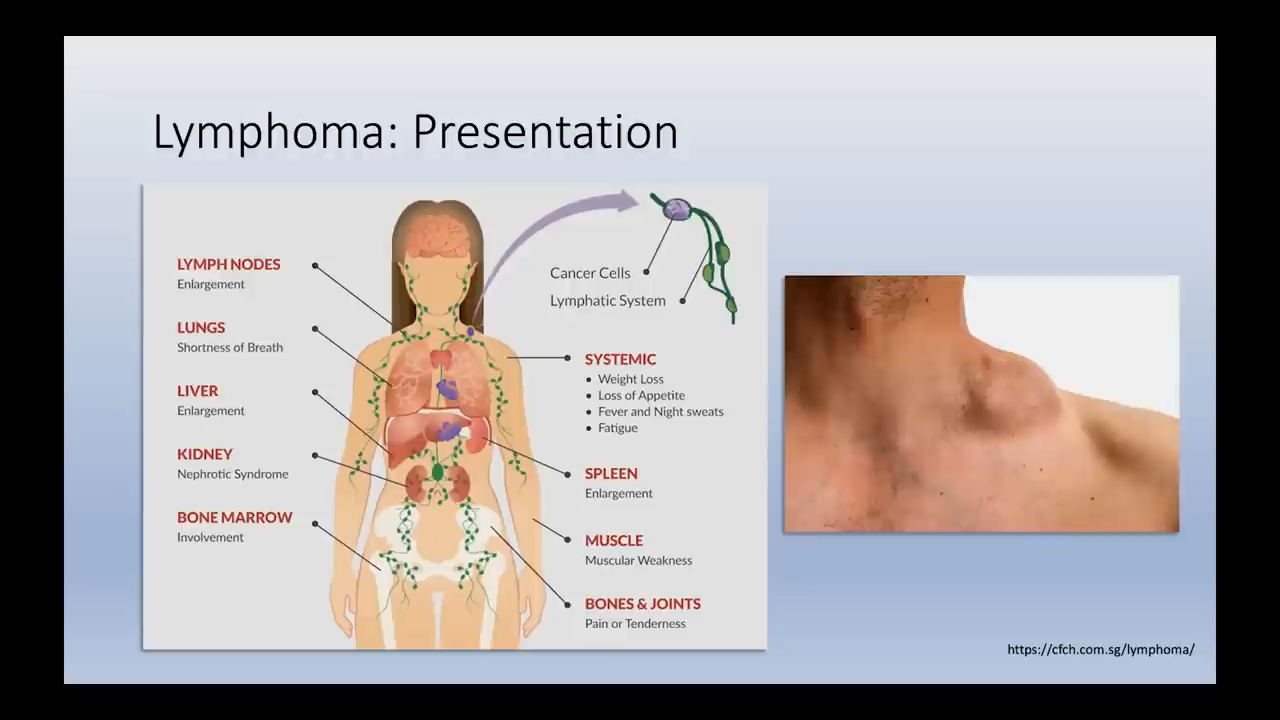 Lymphoma: Presentation
LYMPH NODES
Enlargement
LUNGS
Shortness of Breath
LIVER
Enlargement
KIDNEY
Nephrotic Syndrome
BONE MARROW
Involvement
Cancer Cells
Lymphatic System
SYSTEMIC
• Weight Loss
• Loss of Appetite
• Fever and Night sweats
• Fatigue
SPLEEN
Enlargement
MUSCLE
Muscular Weakness
BONES & JOINTS
Pain or Tenderness
https://cfch.com.sg/lymphoma/